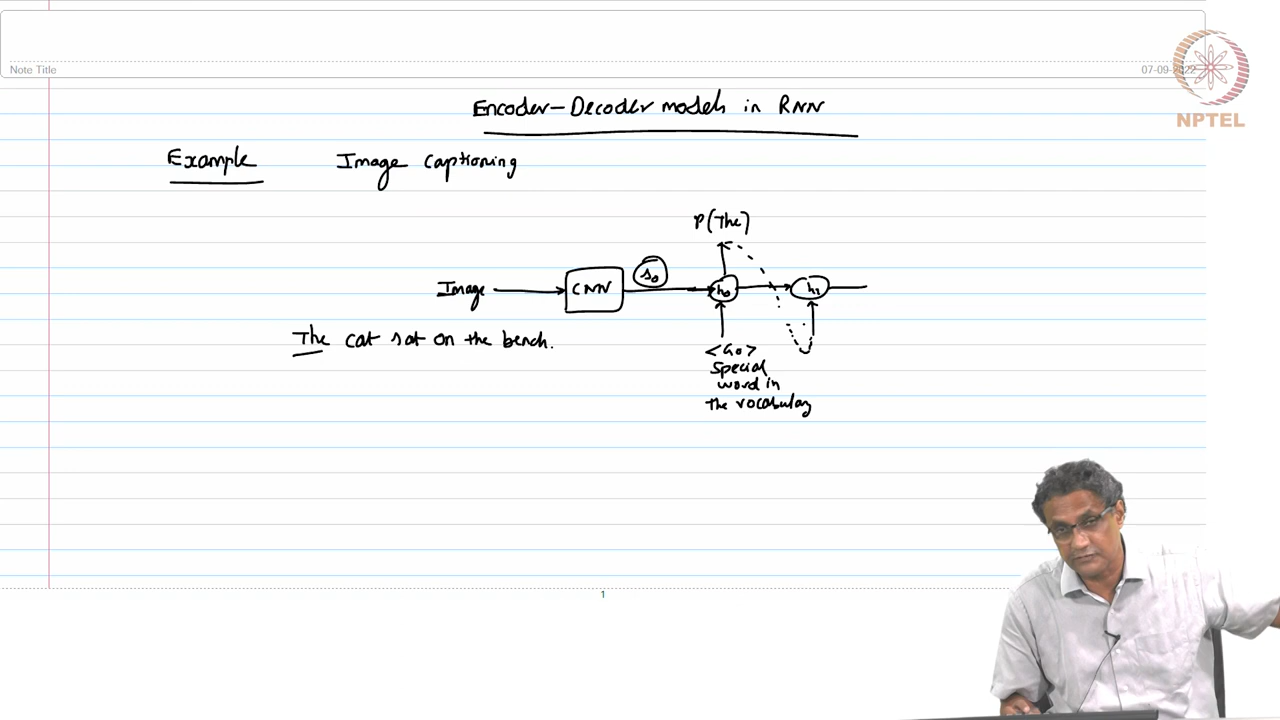 Note Title
07-09-2022
NPTEL
Encoder-Decoder models in RNN
Example
Image captioning
P(The)
s0
Image
CNN
h0
h1
The cat sat on the bench.
<Go>
Special
word in
the vocabulary
1